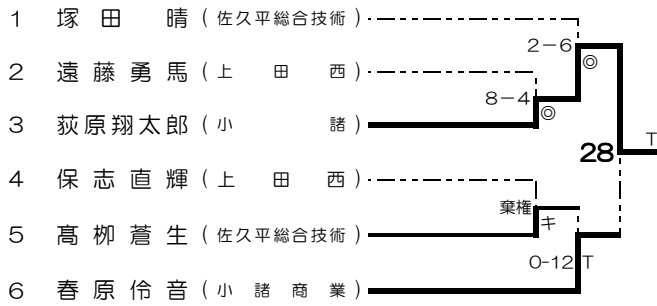 1 塚田 晴 (佐久平総合技術)
2-6
◎
2 遠藤勇馬 (上田西)
8-4
◎
3 荻原翔太郎 (小諸)
28
T
4 保志直輝 (上田西)
棄権
キ
5 髙栁蒼生 (佐久平総合技術)
0-12 T
6 春原伶音 (小諸商業)